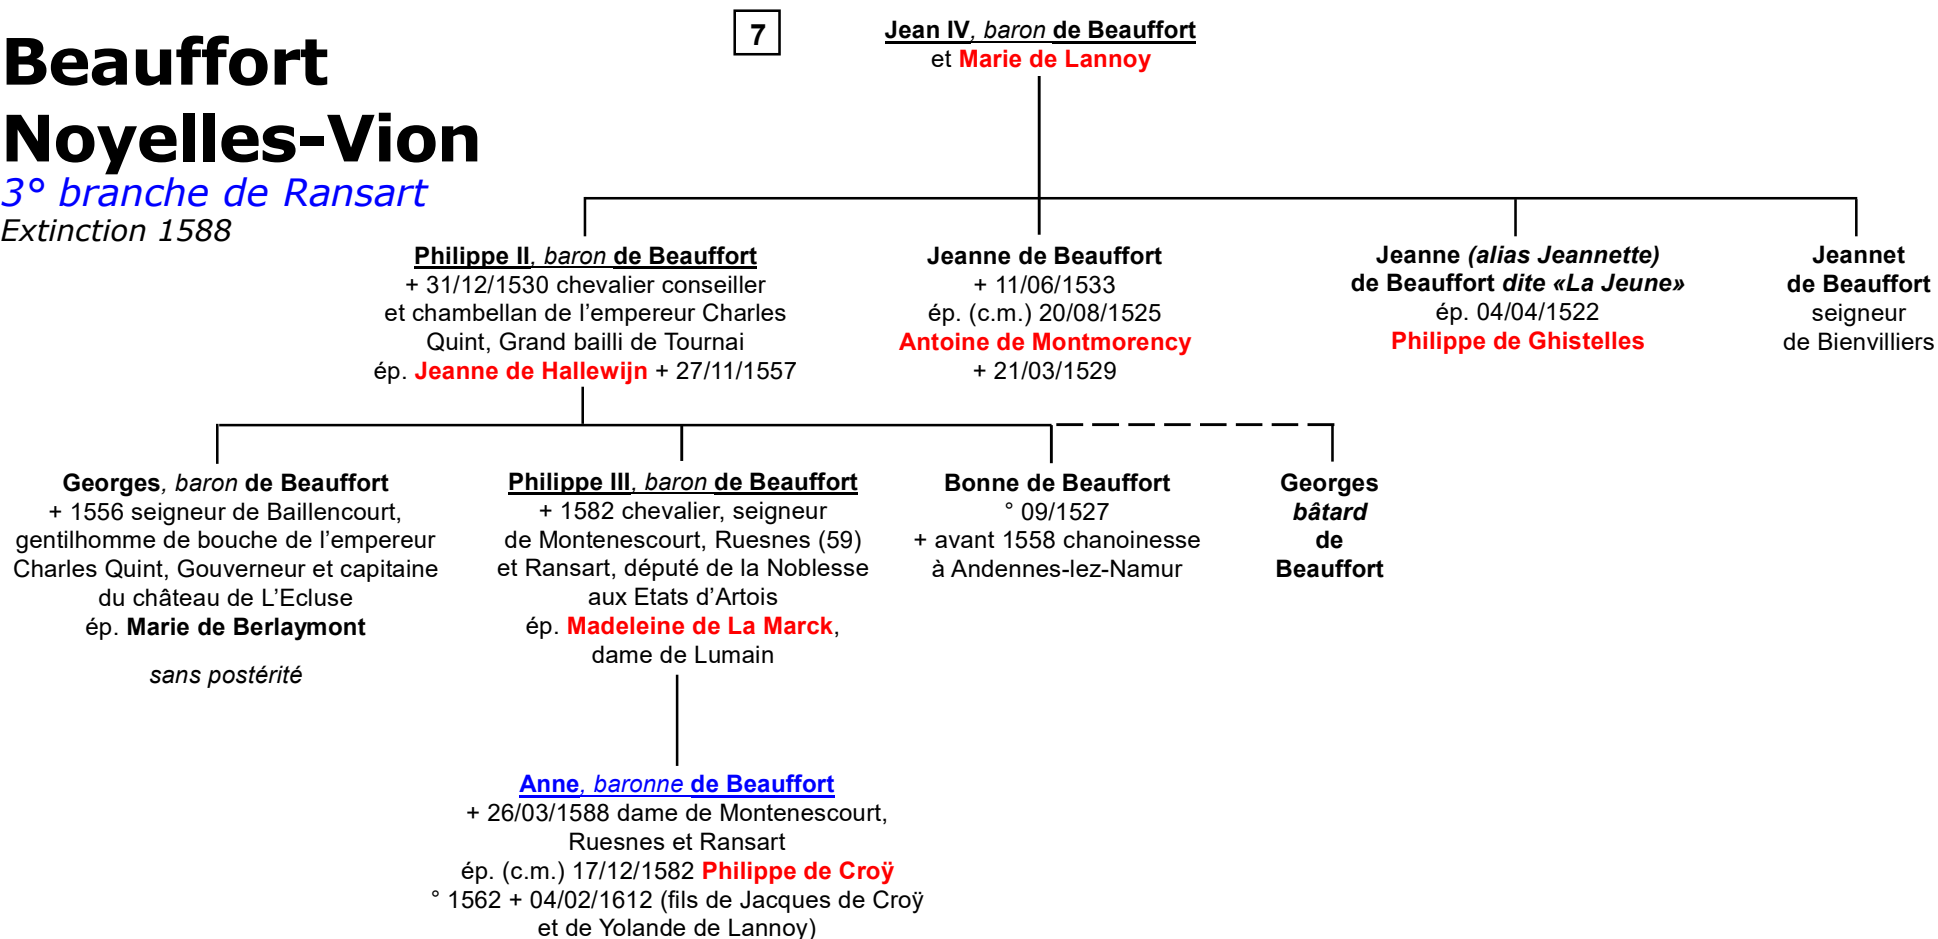 Beauffort
Noyelles-Vion
3° branche de Ransart
Extinction 1588
7
Jean IV, baron de Beauffort
et Marie de Lannoy
Philippe II, baron de Beauffort
+ 31/12/1530 chevalier conseiller
et chambellan de l’empereur Charles
Quint, Grand bailli de Tournai
ép. Jeanne de Hallewijn + 27/11/1557
Jeanne de Beauffort
+ 11/06/1533
ép. (c.m.) 20/08/1525
Antoine de Montmorency
+ 21/03/1529
Jeanne (alias Jeannette)
de Beauffort dite «La Jeune»
ép. 04/04/1522
Philippe de Ghistelles
Jeannet
de Beauffort
seigneur
de Bienvilliers
Georges, baron de Beauffort
+ 1556 seigneur de Baillencourt,
gentilhomme de bouche de l’empereur
Charles Quint, Gouverneur et capitaine
du château de L’Ecluse
ép. Marie de Berlaymont
sans postérité
Philippe III, baron de Beauffort
+ 1582 chevalier, seigneur
de Montenescourt, Ruesnes (59)
et Ransart, député de la Noblesse
aux Etats d’Artois
ép. Madeleine de La Marck,
dame de Lumain
Bonne de Beauffort
° 09/1527
+ avant 1558 chanoinesse
à Andennes-lez-Namur
Georges
bâtard
de
Beauffort
Anne, baronne de Beauffort
+ 26/03/1588 dame de Montenescourt,
Ruesnes et Ransart
ép. (c.m.) 17/12/1582 Philippe de Croÿ
° 1562 + 04/02/1612 (fils de Jacques de Croÿ
et de Yolande de Lannoy)